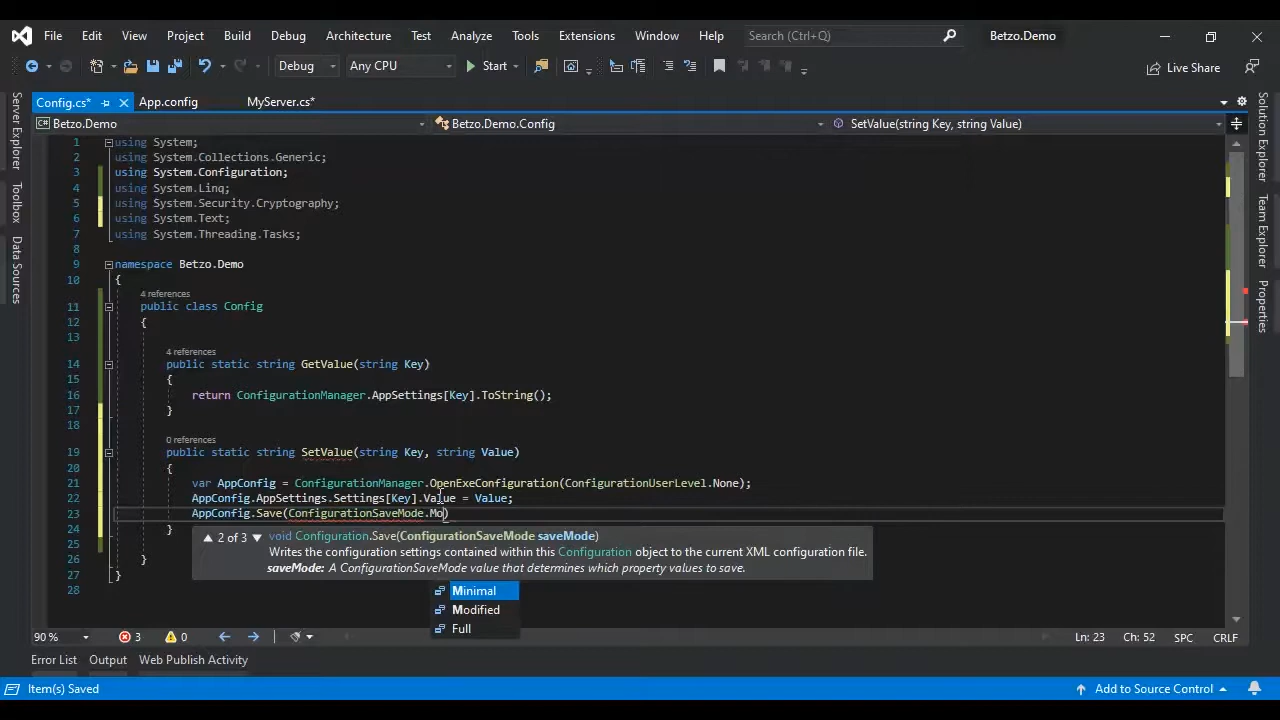 File Edit View Project Build Debug Architecture Test Analyze Tools Extensions Window Help Search (Ctrl+Q) Betzo.Demo
Debug Any CPU Start Live Share
Config.cs* App.config MyServer.cs*
Betzo.Demo Betzo.Demo.Config SetValue(string Key, string Value)
Server Explorer
Toolbox
Data Sources
1 using System;
2 using System.Collections.Generic;
3 using System.Configuration;
4 using System.Linq;
5 using System.Security.Cryptography;
6 using System.Text;
7 using System.Threading.Tasks;
8
9 namespace Betzo.Demo
10 {
4 references
11 public class Config
12 {
13
4 references
14 public static string GetValue(string Key)
15 {
16 return ConfigurationManager.AppSettings[Key].ToString();
17 }
18
0 references
19 public static string SetValue(string Key, string Value)
20 {
21 var AppConfig = ConfigurationManager.OpenExeConfiguration(ConfigurationUserLevel.None);
22 AppConfig.AppSettings.Settings[Key].Value = Value;
23 AppConfig.Save(ConfigurationSaveMode.Mo)
24 }
25
26 }
27 }
28
2 of 3 void Configuration.Save(ConfigurationSaveMode saveMode)
Writes the configuration settings contained within this Configuration object to the current XML configuration file.
saveMode: A ConfigurationSaveMode value that determines which property values to save.
Minimal
Modified
Full
Solution Explorer
Team Explorer
Properties
90 % 3 0 Ln: 23 Ch: 52 SPC CRLF
Error List Output Web Publish Activity
Item(s) Saved Add to Source Control